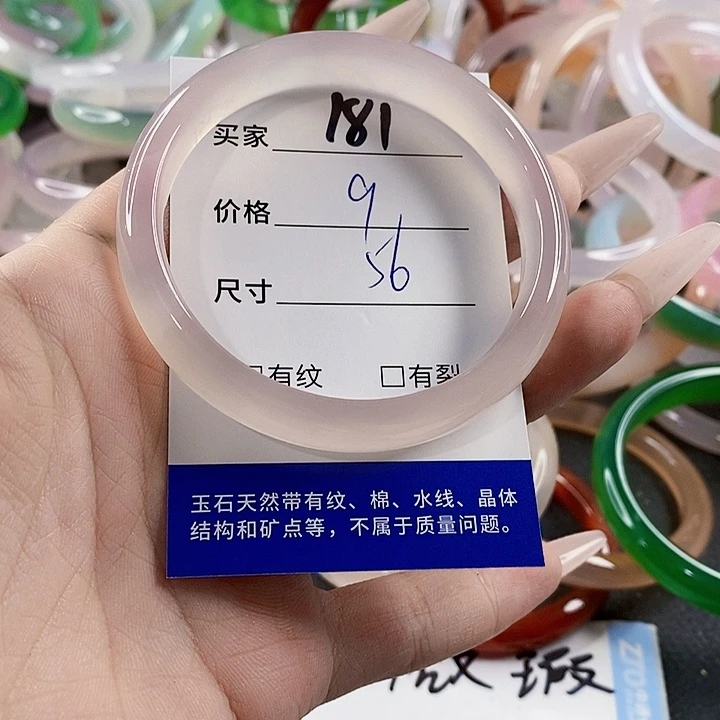 买家 181
价格 9
尺寸 56
有纹 有裂
玉石天然带有纹、棉、水线、晶体
结构和矿点等，不属于质量问题。
微瑕